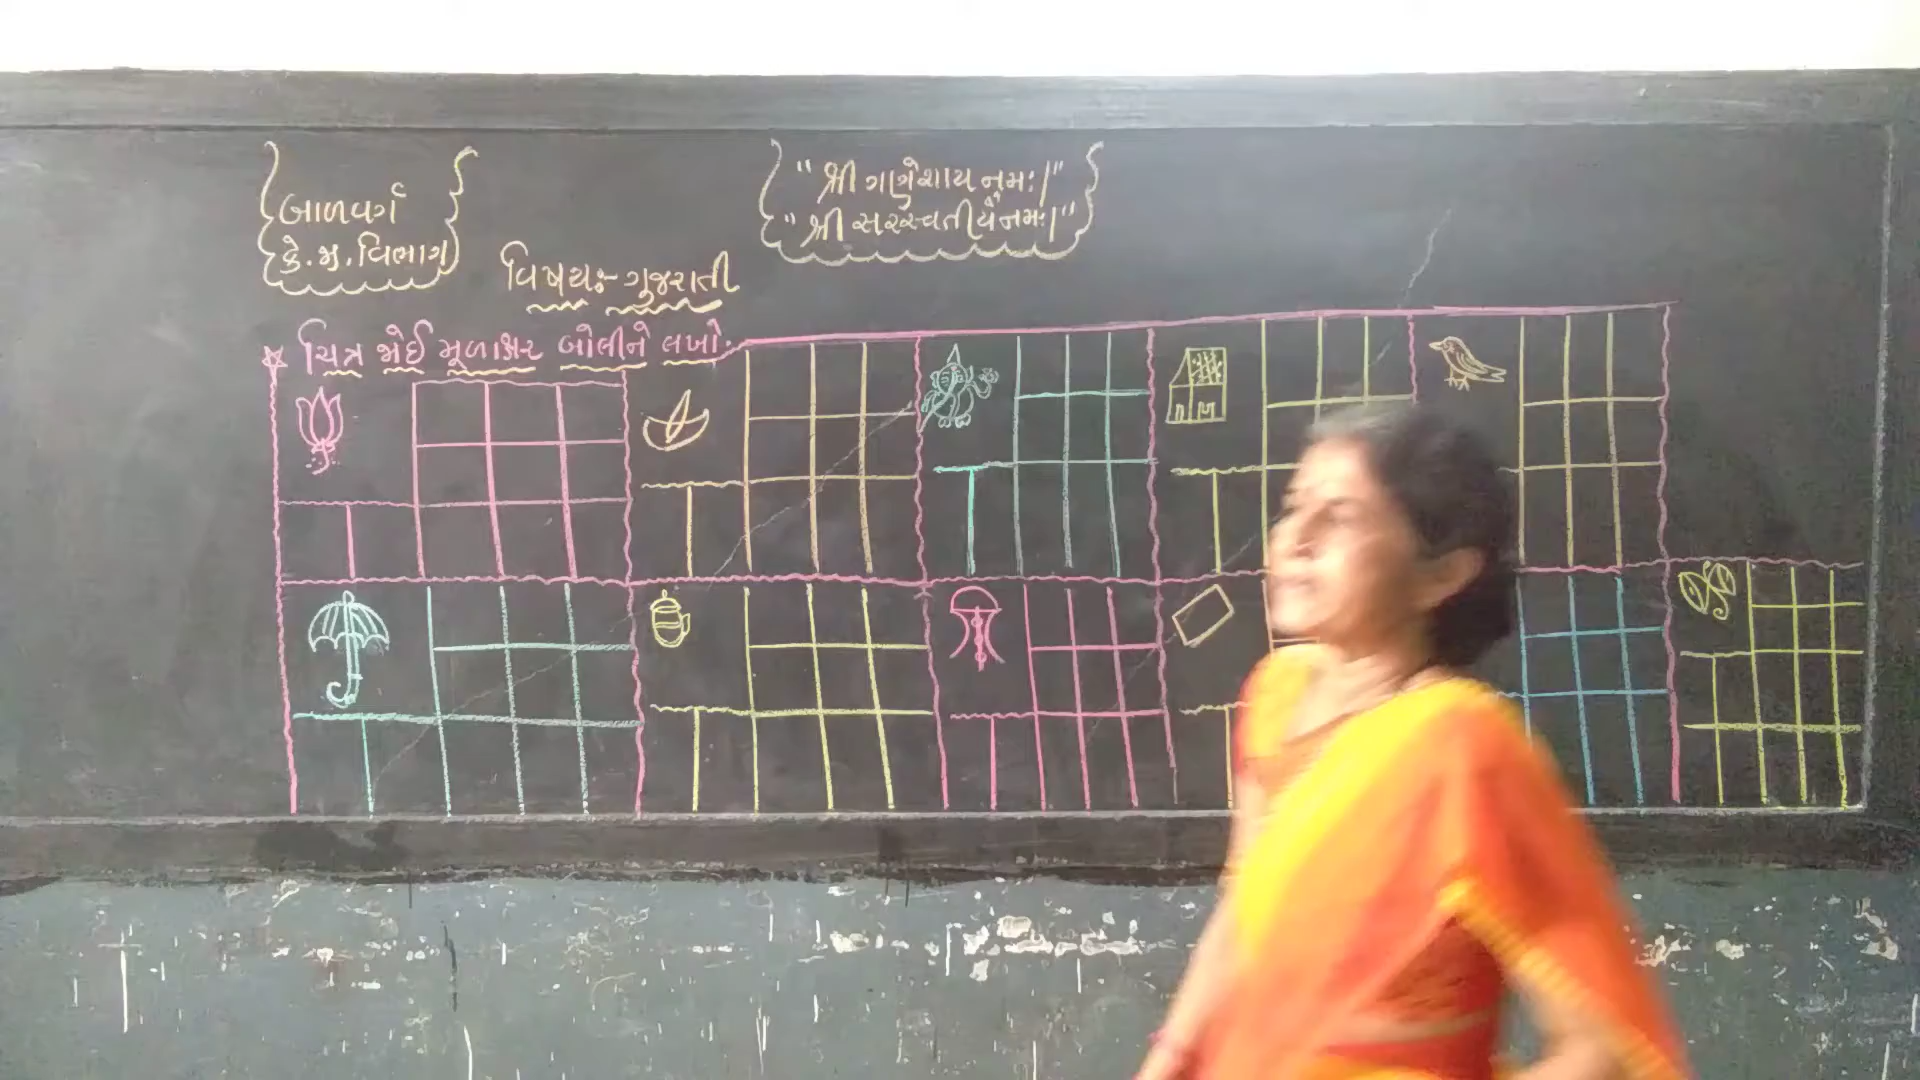 બાળવર્ગ
કે.મુ.વિભાગ
"શ્રી ગણેશાય નમઃ।"
"શ્રી સરસ્વતીયૈ નમઃ।"
વિષયઃ- ગુજરાતી
☆ ચિત્ર જોઈ મૂળાક્ષર બોલીને લખો.